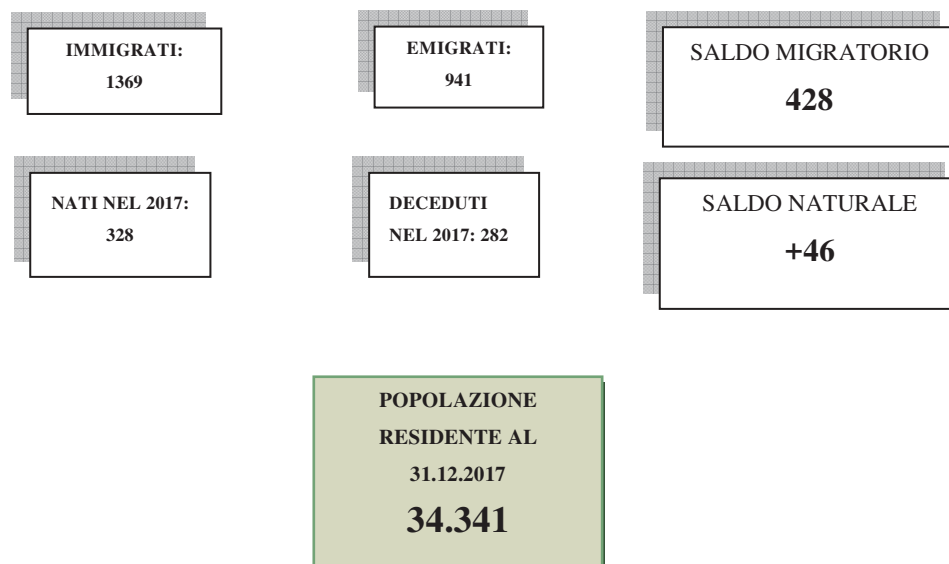 IMMIGRATI:
1369
EMIGRATI:
941
SALDO MIGRATORIO
428
NATI NEL 2017:
328
DECEDUTI
NEL 2017: 282
SALDO NATURALE
+46
POPOLAZIONE
RESIDENTE AL
31.12.2017
34.341